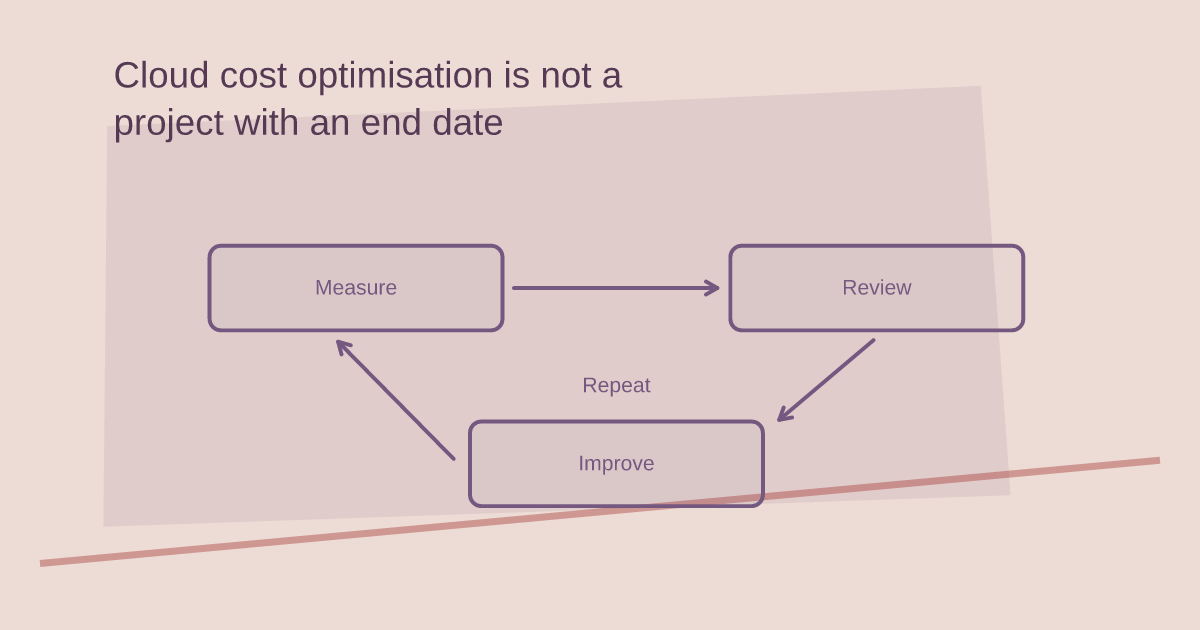 Cloud cost optimisation is not a
project with an end date
Measure
Review
Repeat
Improve